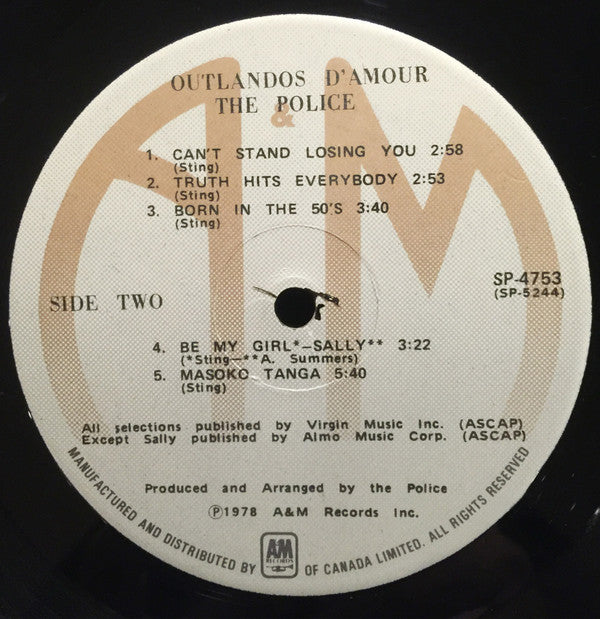 OUTLANDOS D'AMOUR
THE POLICE
A&M
1. CAN'T STAND LOSING YOU 2:58
(Sting)
2. TRUTH HITS EVERYBODY 2:53
(Sting)
3. BORN IN THE 50'S 3:40
(Sting)
SIDE TWO
SP-4753
(SP-5244)
4. BE MY GIRL*-SALLY** 3:22
(*Sting-**A. Summers)
5. MASOKO TANGA 5:40
(Sting)
All selections published by Virgin Music Inc. (ASCAP)
Except Sally published by Almo Music Corp. (ASCAP)
Produced and Arranged by the Police
℗1978 A&M Records Inc.
MANUFACTURED AND DISTRIBUTED BY A&M RECORDS OF CANADA LIMITED. ALL RIGHTS RESERVED